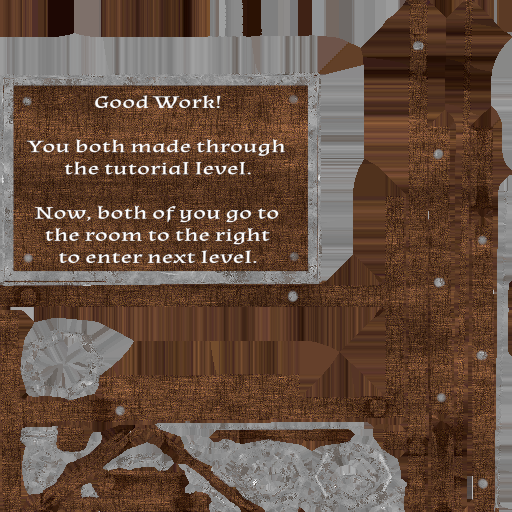 Good Work!
You both made through
the tutorial level.
Now, both of you go to
the room to the right
to enter next level.